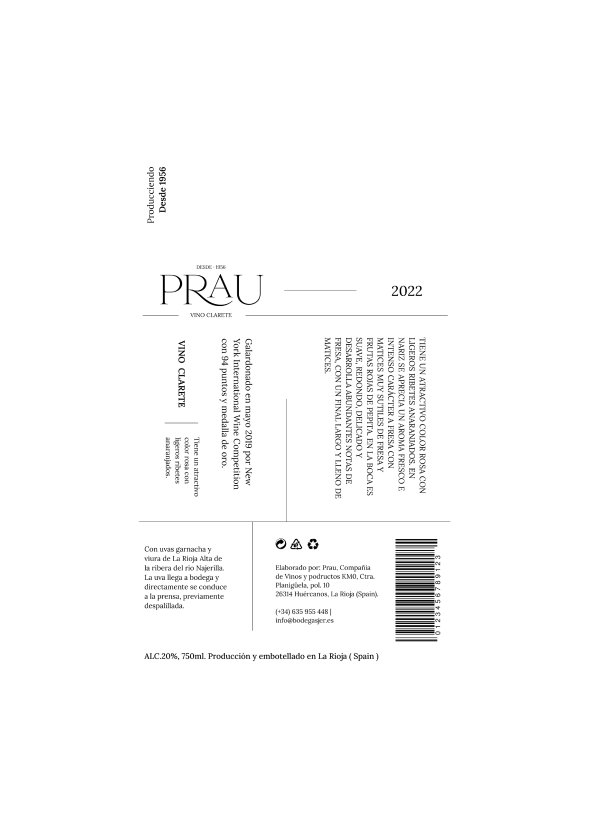 Produciendo
Desde 1956
DESDE · 1956
PRAU
VINO CLARETE
2022
VINO CLARETE
Tiene un atractivo
color rosa con
ligeros ribetes
anaranjados.
Galardonado en mayo 2019 por New
York International Wine Competition
con 94 puntos y medalla de oro.
TIENE UN ATRACTIVO COLOR ROSA CON
LIGEROS RIBETES ANARANJADOS. EN
NARIZ SE APRECIA UN AROMA FRESCO E
INTENSO CARÁCTER A FRESA CON
MATICES MUY SUTILES DE FRESA Y
FRUTAS ROJAS DE PEPITA. EN LA BOCA ES
SUAVE, REDONDO, DELICADO Y
DESARROLLA ABUNDANTES NOTAS DE
FRESA, CON UN FINAL LARGO Y LLENO DE
MATICES.
Con uvas garnacha y
viura de La Rioja Alta de
la ribera del río Najerilla.
La uva llega a bodega y
directamente se conduce
a la prensa, previamente
despalillada.
Elaborado por: Prau, Compañía
de Vinos y podructos KM0, Ctra.
Planigüela, pol. 10
26314 Huércanos, La Rioja (Spain).
(+34) 635 955 448 |
info@bodegasjer.es
0 123456 789123
ALC.20%, 750ml. Producción y embotellado en La Rioja ( Spain )